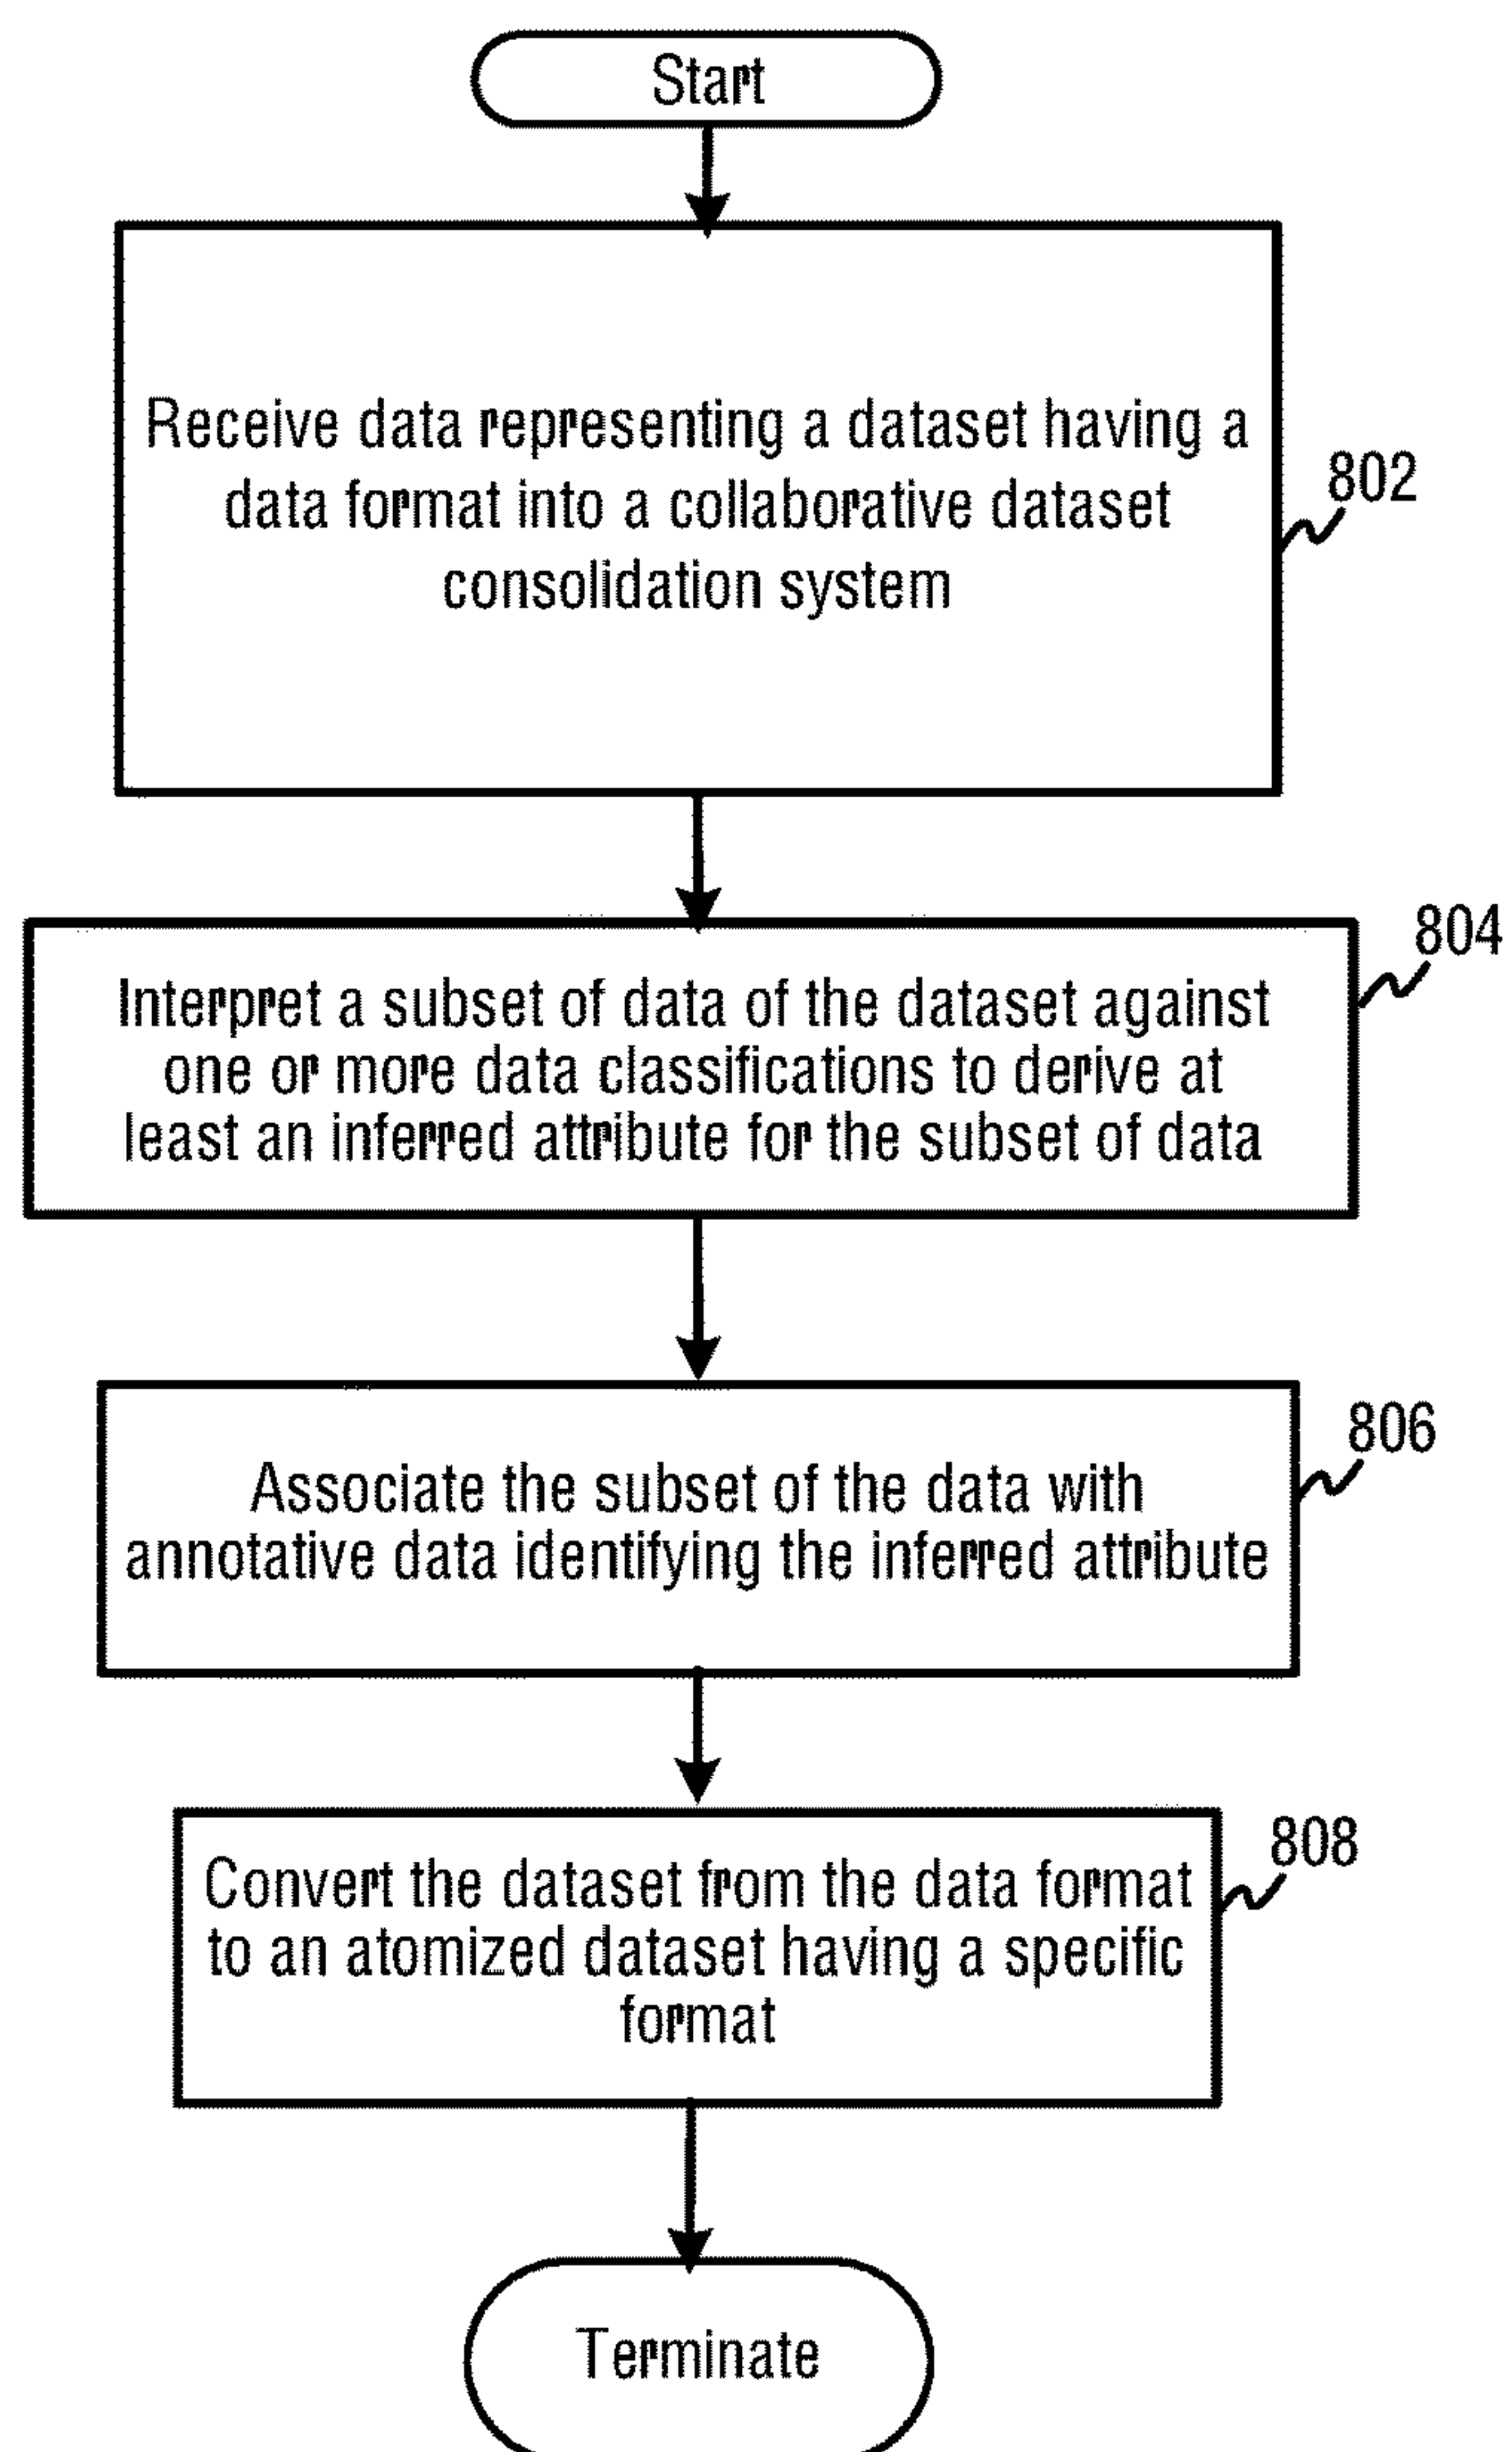 Start
Receive data representing a dataset having a
data format into a collaborative dataset
consolidation system
802
Interpret a subset of data of the dataset against
one or more data classifications to derive at
least an inferred attribute for the subset of data
804
Associate the subset of the data with
annotative data identifying the inferred attribute
806
Convert the dataset from the data format
to an atomized dataset having a specific
format
808
Terminate